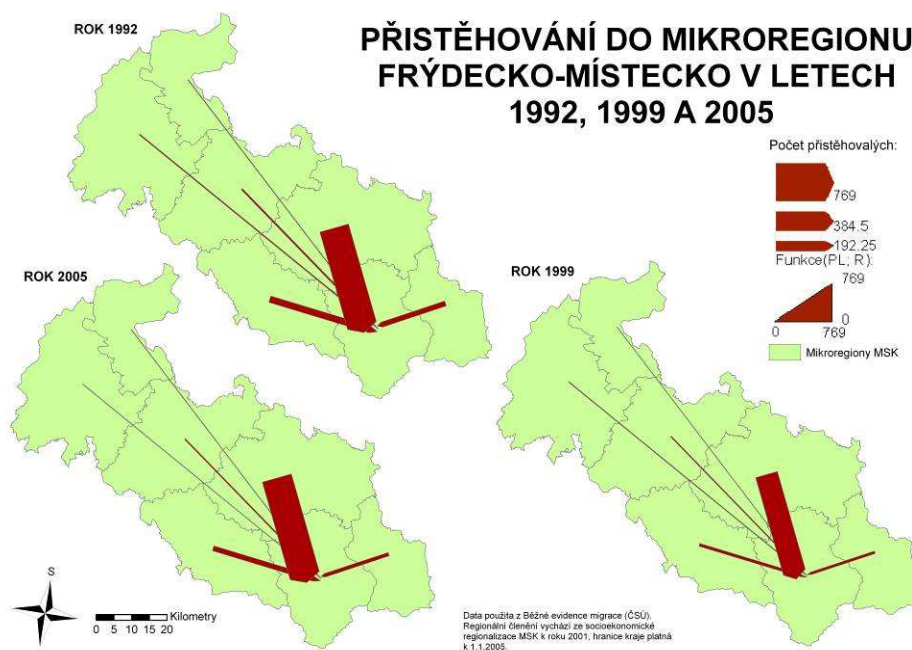 ROK 1992
PŘISTĚHOVÁNÍ DO MIKROREGIONU
FRÝDECKO-MÍSTECKO V LETECH
1992, 1999 A 2005
Počet přistěhovalých:
769
384.5
192.25
Funkce(PL; R):
769
0
0 769
Mikroregiony MSK
ROK 2005
ROK 1999
S
Kilometry
0 5 10 15 20
Data použita z Běžné evidence migrace (ČSÚ).
Regionální členění vychází ze socioekonomické
regionalizace MSK k roku 2001, hranice kraje platná
k 1.1.2005.